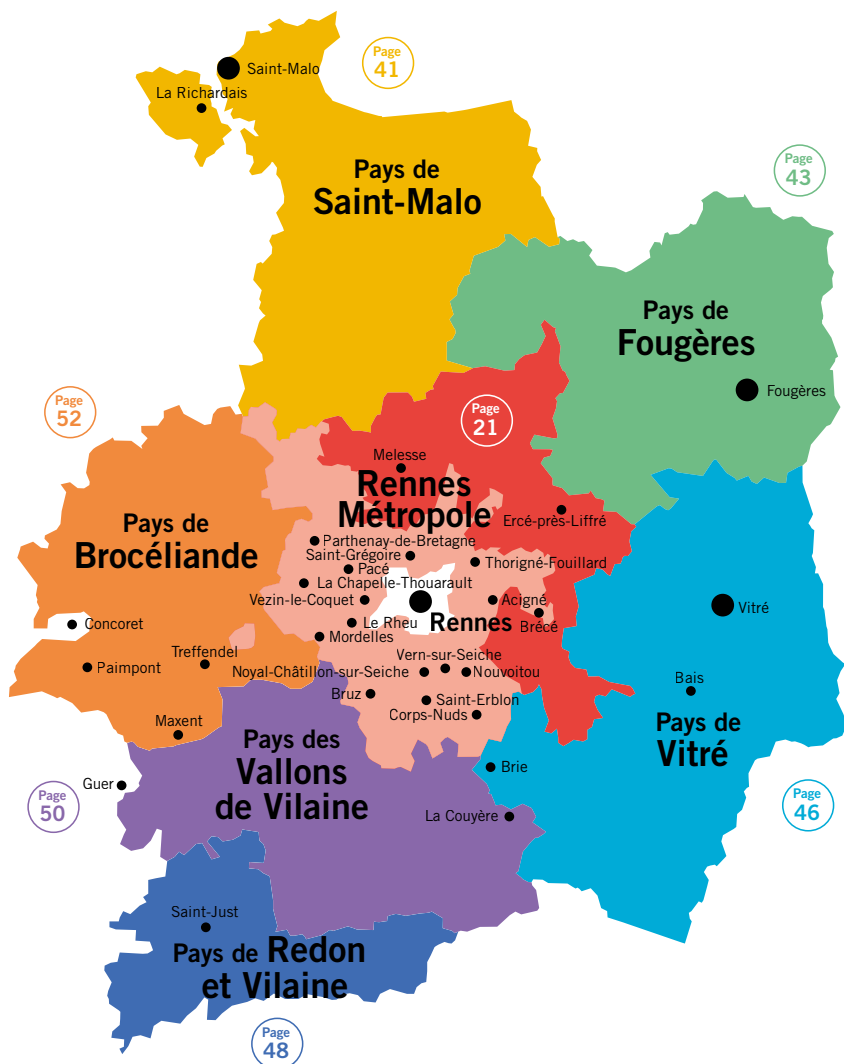 Page
41
Saint-Malo
La Richardais
Pays de
Saint-Malo
Page
43
Pays de
Fougères
Fougères
Page
52
Page
21
Melesse
Rennes
Métropole
Ercé-près-Liffré
Pays de
Brocéliande
Parthenay-de-Bretagne
Saint-Grégoire
Pacé
Thorigné-Fouillard
La Chapelle-Thouarault
Vezin-le-Coquet
Acigné
Vitré
Le Rheu
Rennes
Brécé
Concoret
Mordelles
Treffendel
Vern-sur-Seiche
Paimpont
Noyal-Châtillon-sur-Seiche
Nouvoitou
Bais
Bruz
Saint-Erblon
Corps-Nuds
Maxent
Pays de
Vitré
Pays des
Vallons
de Vilaine
Brie
Guer
Page
50
La Couyère
Page
46
Saint-Just
Pays de Redon
et Vilaine
Page
48